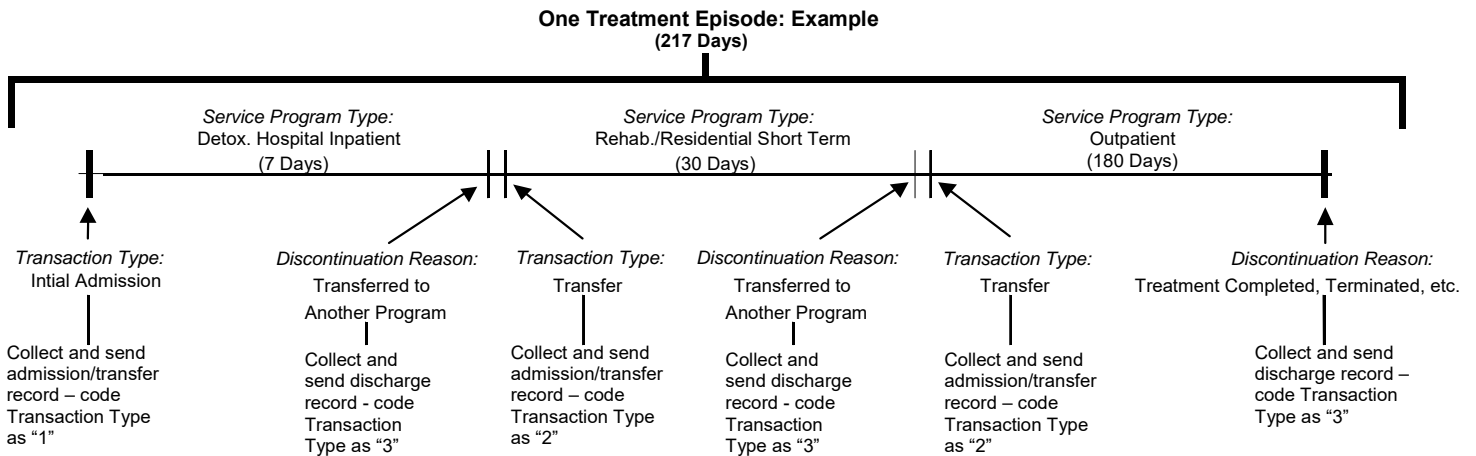 One Treatment Episode: Example
(217 Days)
Service Program Type:
Detox. Hospital Inpatient
(7 Days)
Service Program Type:
Rehab./Residential Short Term
(30 Days)
Service Program Type:
Outpatient
(180 Days)
Transaction Type:
Intial Admission
Collect and send
admission/transfer
record – code
Transaction Type
as “1”
Discontinuation Reason:
Transferred to
Another Program
Collect and
send discharge
record - code
Transaction
Type as “3”
Transaction Type:
Transfer
Collect and send
admission/transfer
record – code
Transaction Type
as “2”
Discontinuation Reason:
Transferred to
Another Program
Collect and
send discharge
record - code
Transaction
Type as “3”
Transaction Type:
Transfer
Collect and send
admission/transfer
record – code
Transaction Type
as “2”
Discontinuation Reason:
Treatment Completed, Terminated, etc.
Collect and send
discharge record –
code Transaction
Type as “3”